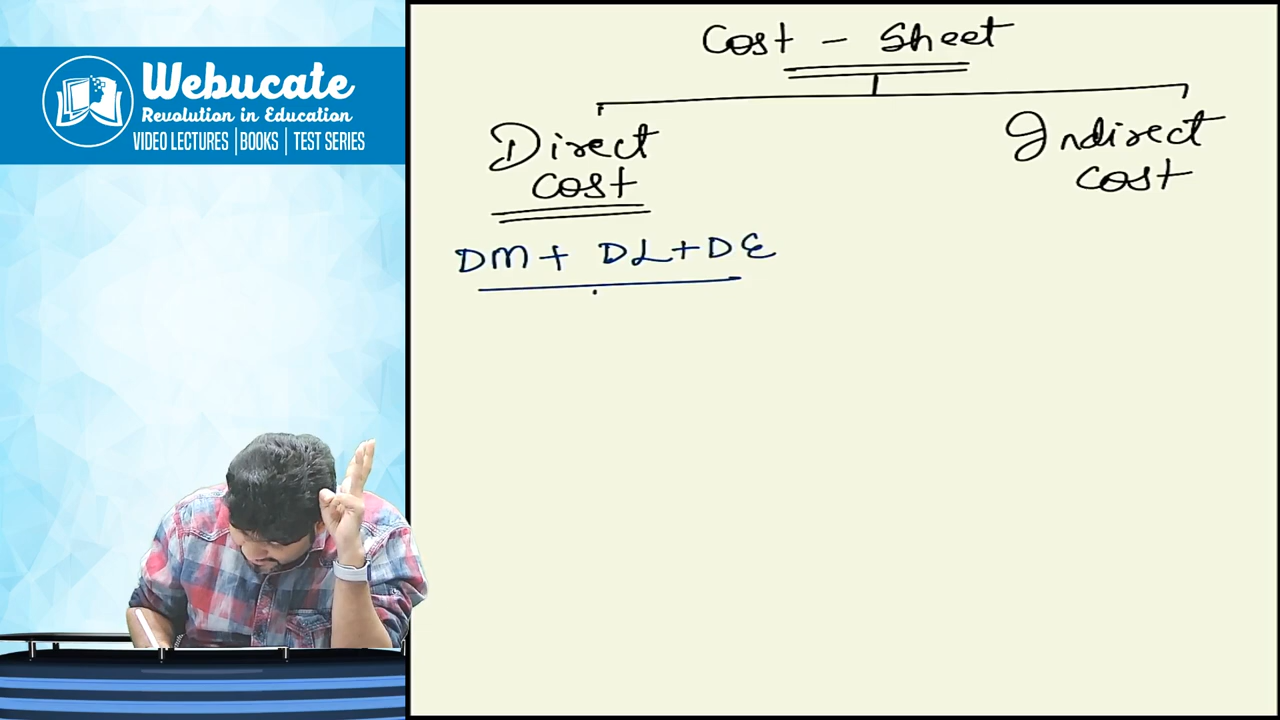 Webucate
Revolution in Education
VIDEO LECTURES | BOOKS | TEST SERIES
Cost - Sheet
Direct cost
Indirect cost
DM + DL + DE